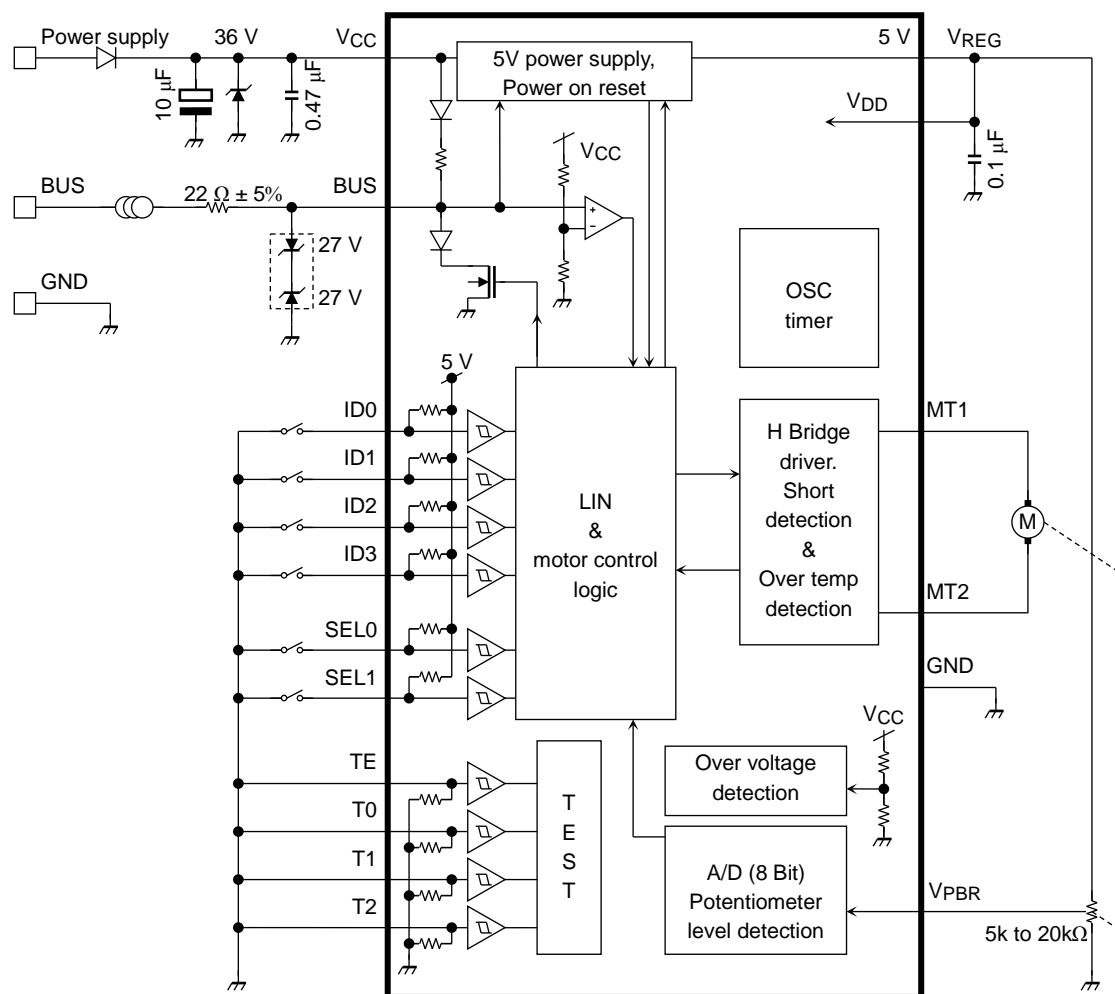 Power supply
36 V
VCC
10 µF
0.47 µF
5V power supply,
Power on reset
5 V
VREG
VDD
0.1 µF
BUS
22 Ω ± 5%
BUS
VCC
+
−
27 V
27 V
GND
OSC
timer
5 V
ID0
ID1
ID2
ID3
SEL0
SEL1
LIN
&
motor control
logic
H Bridge
driver.
Short
detection
&
Over temp
detection
MT1
M
MT2
GND
TE
T0
T1
T2
T
E
S
T
Over voltage
detection
VCC
A/D (8 Bit)
Potentiometer
level detection
VPBR
5k to 20kΩ